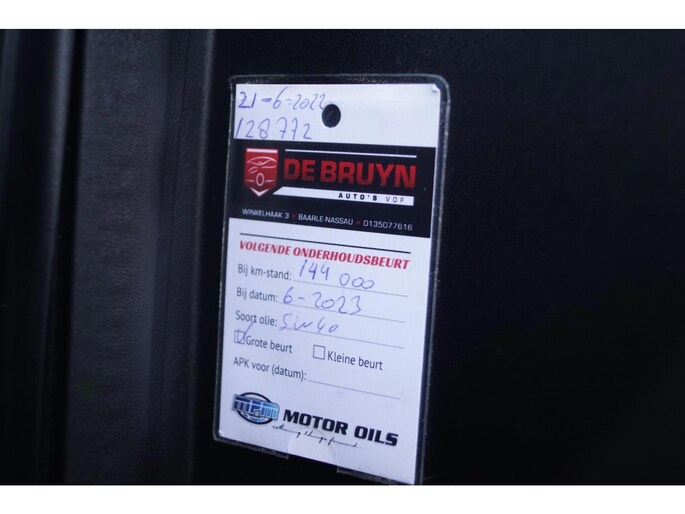 21-6-2022
128772
DE BRUYN
AUTO'S VOF
WINKELHAAK 3 • BAARLE-NASSAU • 0135077616
VOLGENDE ONDERHOUDSBEURT
Bij km-stand: 144 000
Bij datum: 6-2023
Soort olie: 5W40
Grote beurt Kleine beurt
APK voor (datum):
MOTOR OILS